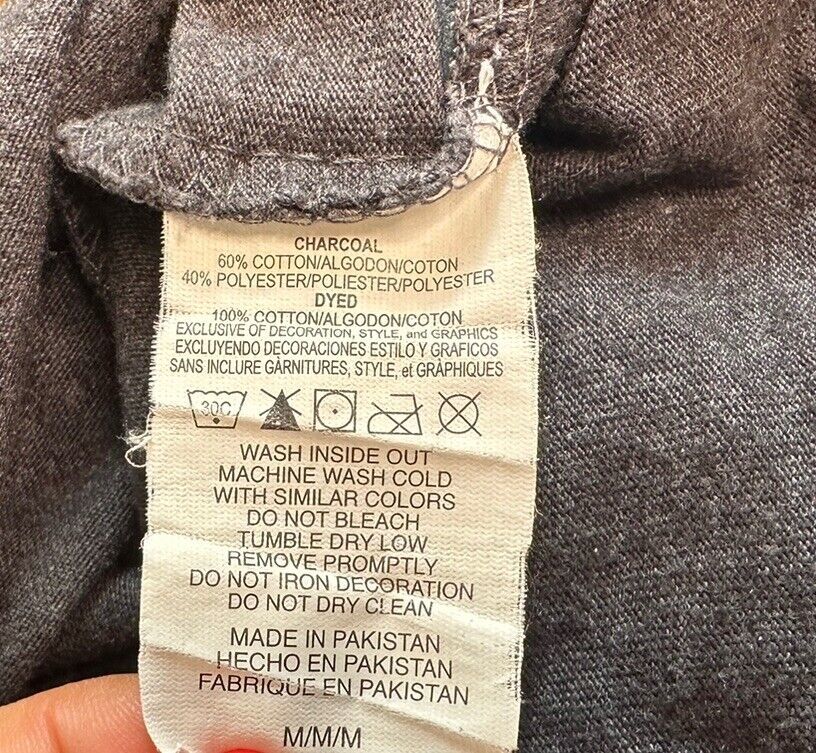 CHARCOAL
60% COTTON/ALGODON/COTON
40% POLYESTER/POLIESTER/POLYESTER
DYED
100% COTTON/ALGODON/COTON
EXCLUSIVE OF DECORATION, STYLE, and GRAPHICS
EXCLUYENDO DECORACIONES ESTILO Y GRAFICOS
SANS INCLURE GÀRNITURES, STYLE, et GRÀPHIQUES
30C
WASH INSIDE OUT
MACHINE WASH COLD
WITH SIMILAR COLORS
DO NOT BLEACH
TUMBLE DRY LOW
REMOVE PROMPTLY
DO NOT IRON DECORATION
DO NOT DRY CLEAN
MADE IN PAKISTAN
HECHO EN PAKISTAN
FABRIQUE EN PAKISTAN
M/M/M